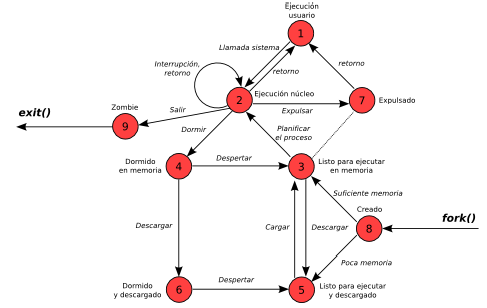 Ejecución
usuario
1
Llamada sistema
Interrupción,
retorno
retorno
retorno
2
Ejecución núcleo
7
Expulsado
Expulsar
Zombie
Salir
exit()
9
Dormir
Planificar
el proceso
Dormido
en memoria
4
Despertar
3
Listo para ejecutar
en memoria
Suficiente memoria
Creado
fork()
8
Descargar
Cargar
Descargar
Poca memoria
Dormido
y descargado
6
Despertar
5
Listo para ejecutar
y descargado